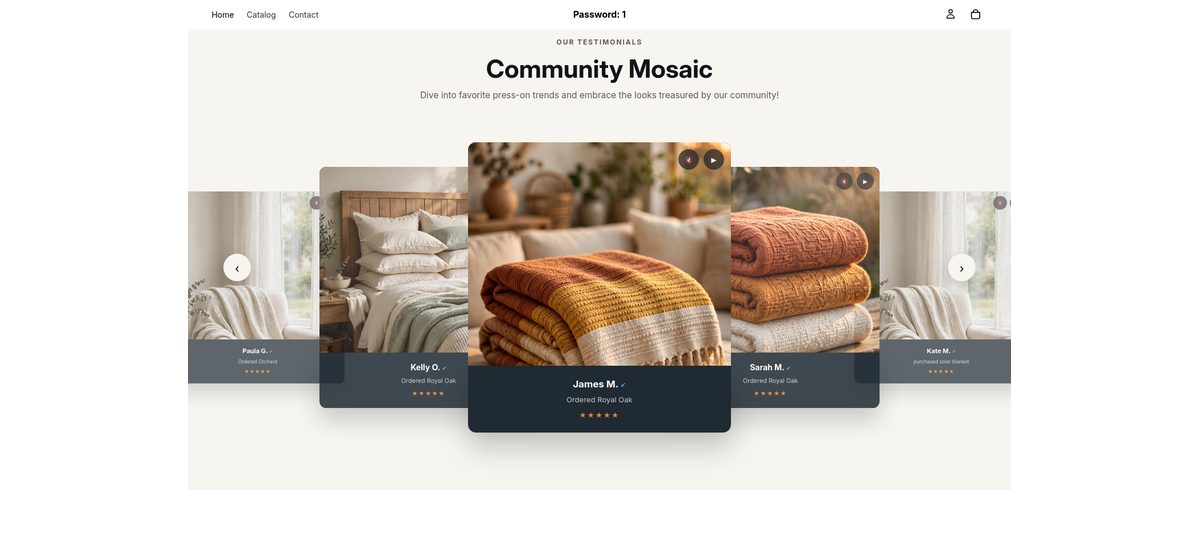 Home Catalog Contact Password: 1
OUR TESTIMONIALS
Community Mosaic
Dive into favorite press-on trends and embrace the looks treasured by our community!
Paula G.
Ordered Orchard
Kelly O.
Ordered Royal Oak
James M.
Ordered Royal Oak
Sarah M.
Ordered Royal Oak
Kate M.
purchased solar blanket